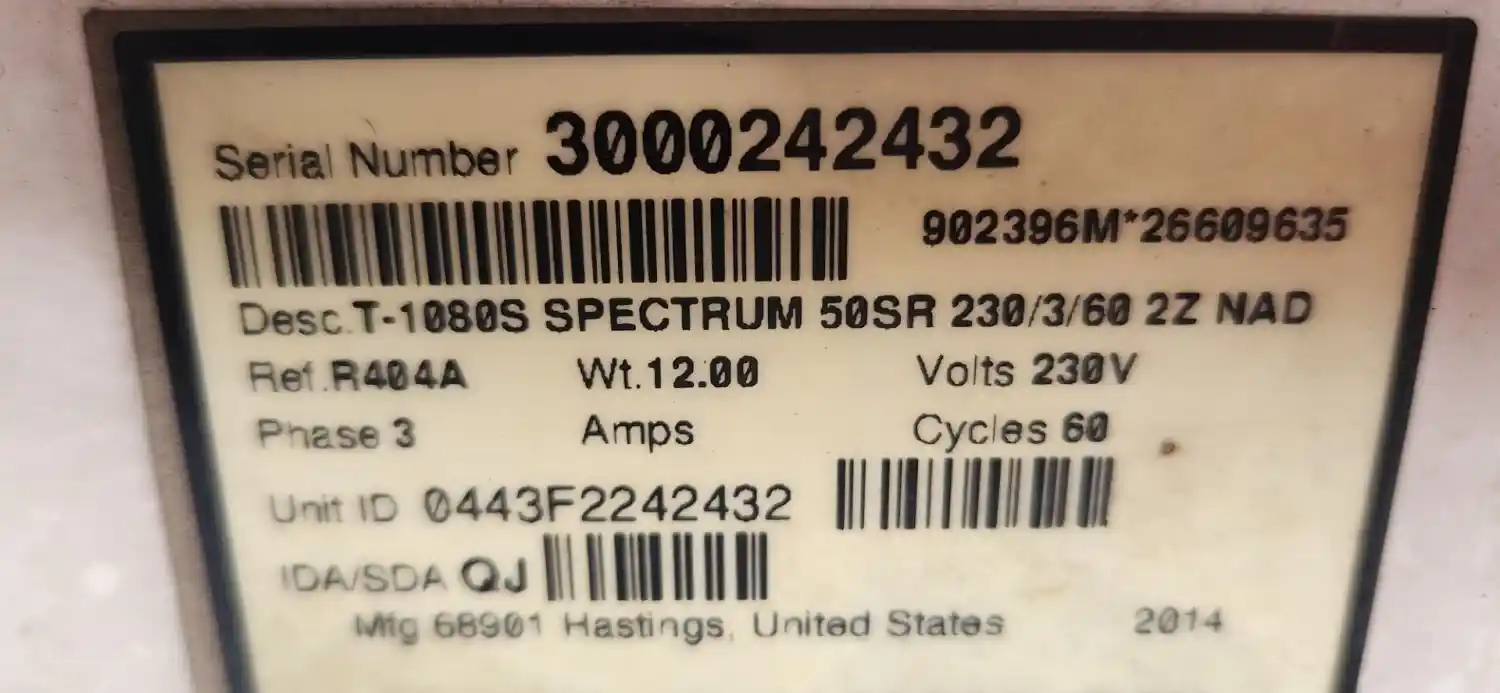 Serial Number 3000242432
902396M*26609635
Desc.T-1080S SPECTRUM 50SR 230/3/60 2Z NAD
Ref.R404A Wt.12.00 Volts 230V
Phase 3 Amps Cycles 60
Unit ID 0443F2242432
IDA/SDA QJ
Mfg 68901 Hastings, United States 2014